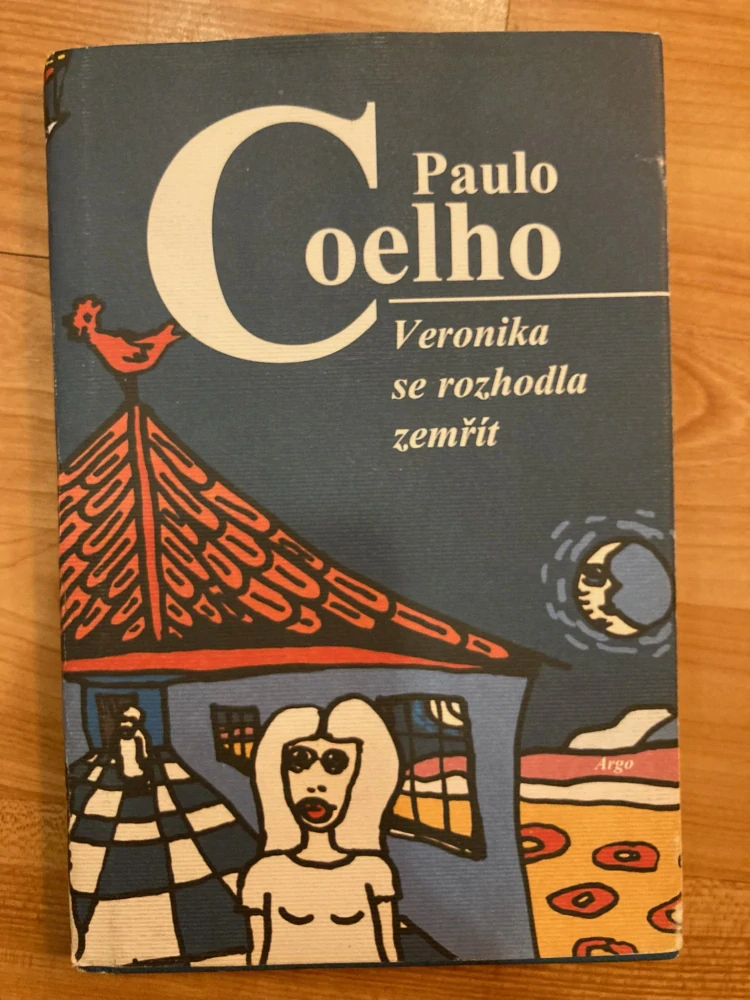 Paulo
Coelho
Veronika
se rozhodla
zemřít
Argo